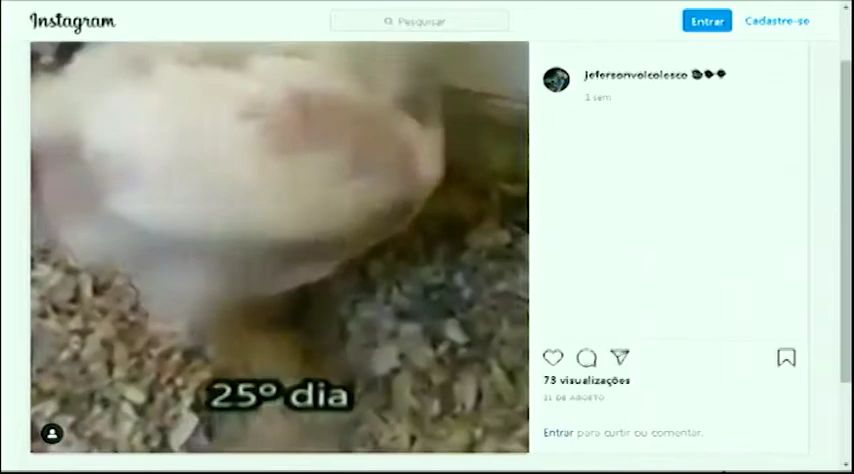 Instagram
Pesquisar
Entrar
Cadastre-se
jefersonvolcolesco
1 sem
25º dia
73 visualizações
21 DE AGOSTO
Entrar para curtir ou comentar.